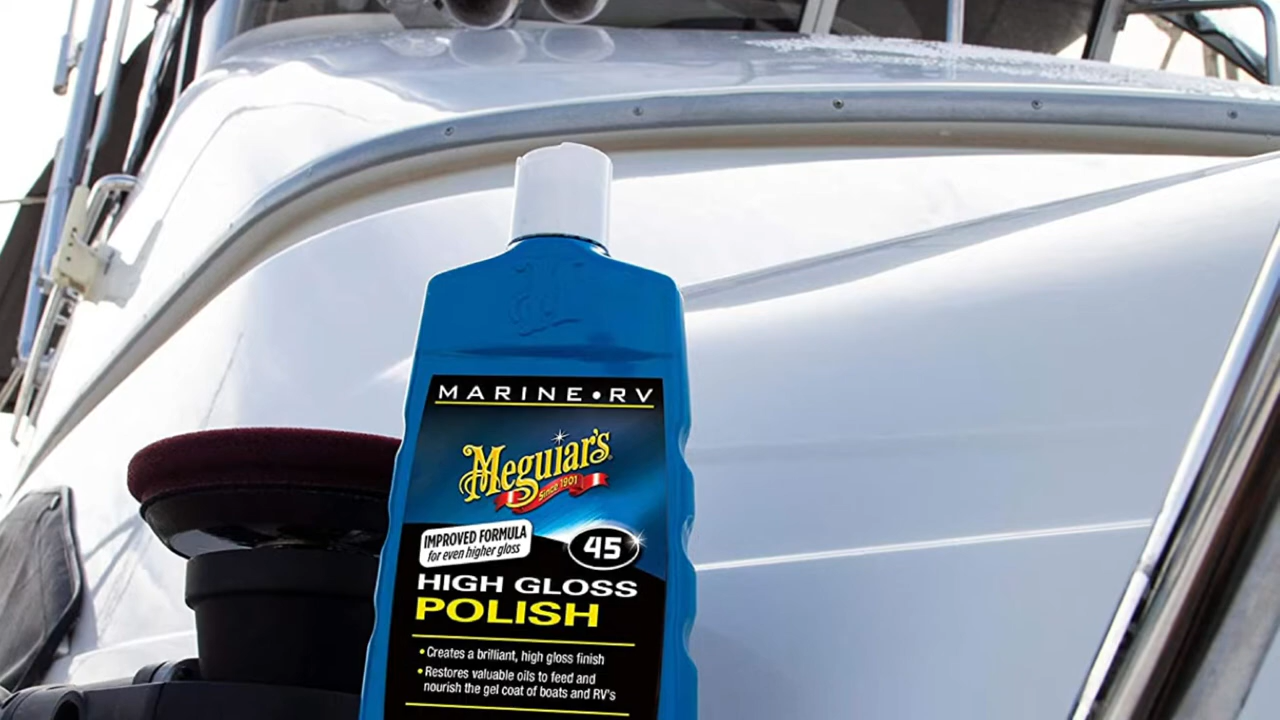 MARINE•RV
Meguiar's
Since 1901
IMPROVED FORMULA
for even higher gloss
45
HIGH GLOSS
POLISH
•Creates a brilliant, high gloss finish
•Restores valuable oils to feed and
nourish the gel coat of boats and RV's